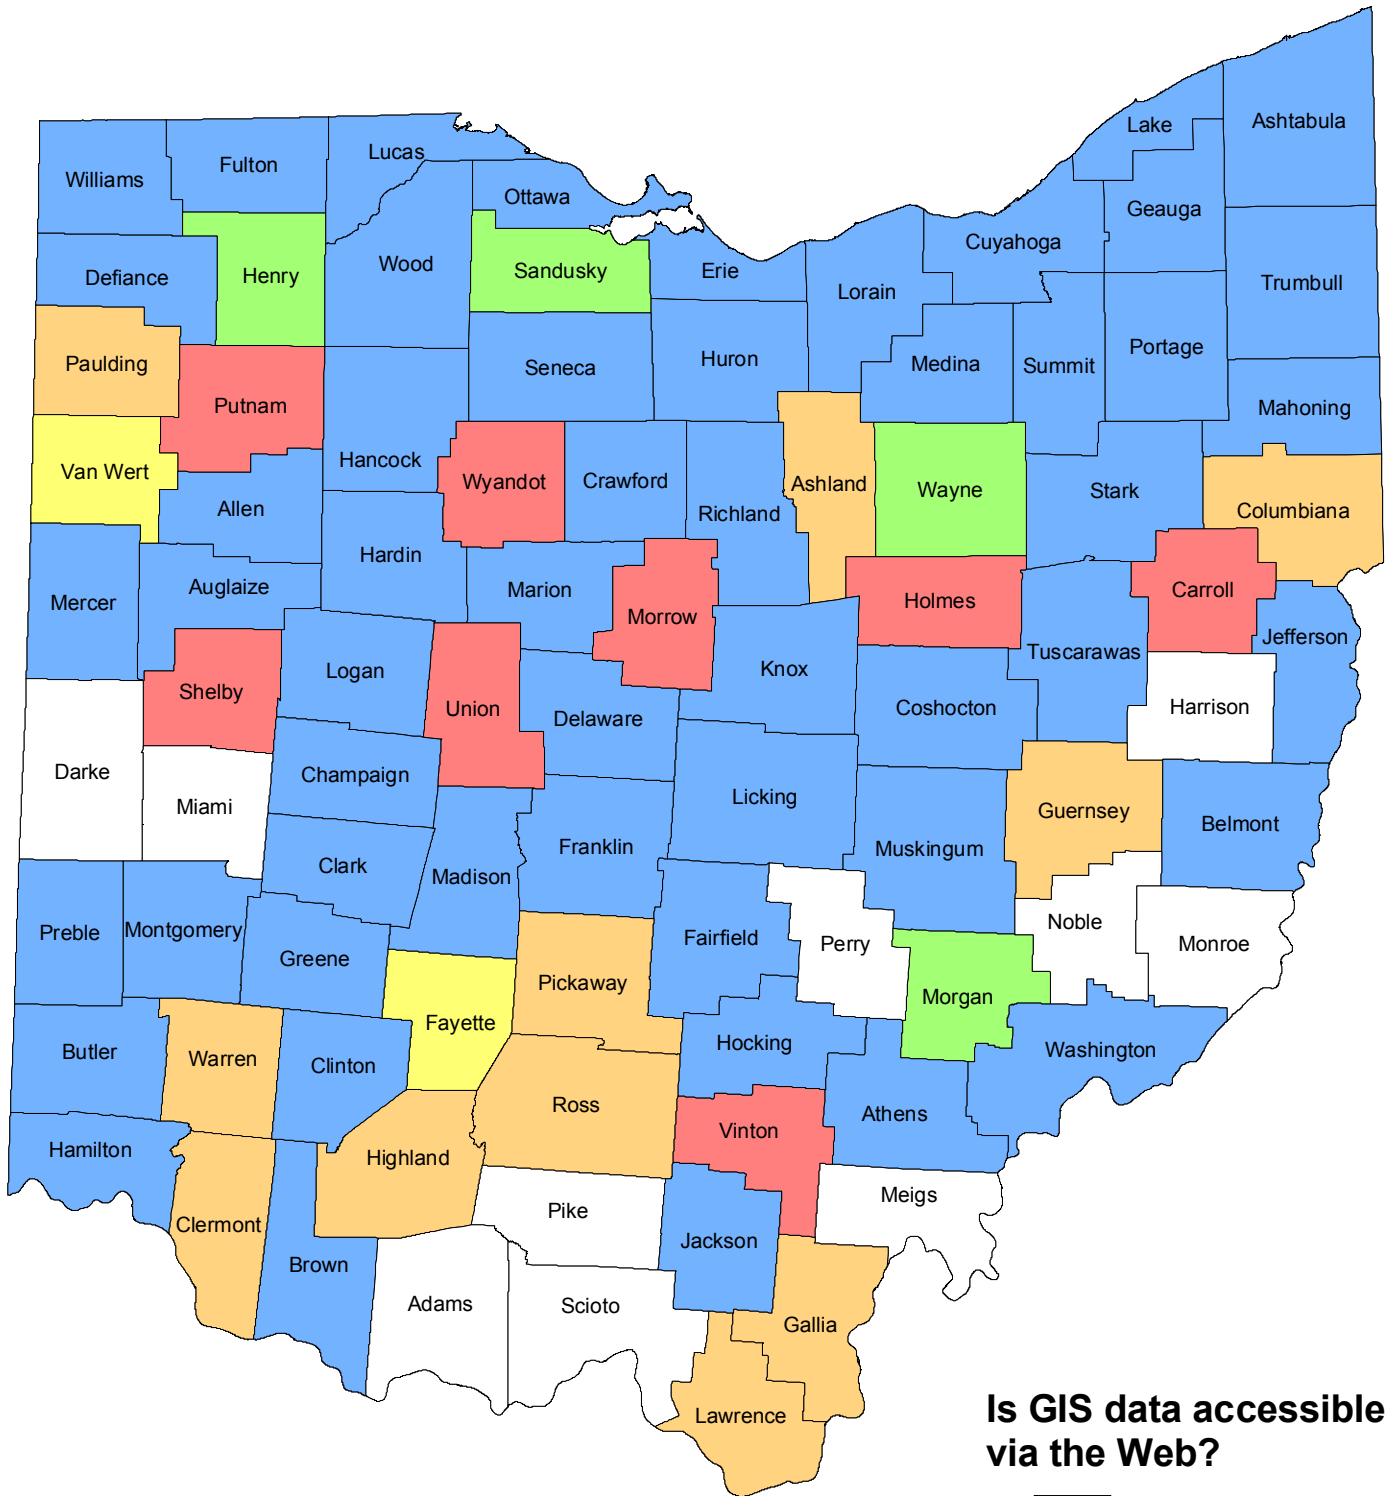 Ashtabula
Lake
Lucas
Fulton
Williams
Ottawa
Geauga
Cuyahoga
Wood
Sandusky
Erie
Henry
Defiance
Trumbull
Lorain
Portage
Huron
Medina
Summit
Seneca
Paulding
Putnam
Mahoning
Hancock
Van Wert
Wyandot
Crawford
Ashland
Wayne
Stark
Allen
Richland
Columbiana
Hardin
Auglaize
Marion
Carroll
Mercer
Holmes
Morrow
Jefferson
Tuscarawas
Logan
Knox
Shelby
Union
Coshocton
Harrison
Delaware
Darke
Champaign
Licking
Miami
Guernsey
Belmont
Franklin
Muskingum
Clark
Madison
Noble
Preble
Montgomery
Fairfield
Perry
Monroe
Greene
Pickaway
Morgan
Fayette
Hocking
Washington
Butler
Warren
Clinton
Ross
Athens
Vinton
Hamilton
Highland
Meigs
Pike
Clermont
Jackson
Brown
Adams
Scioto
Gallia
Lawrence
Is GIS data accessible
via the Web?